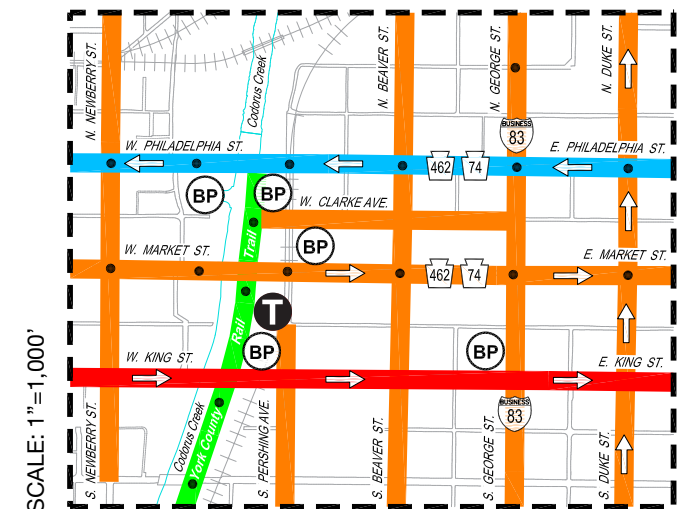 SCALE: 1"=1,000'
N. NEWBERRY ST.
Codorus Creek
N. BEAVER ST.
N. GEORGE ST.
N. DUKE ST.
BUSINESS
83
W. PHILADELPHIA ST.
462
74
E. PHILADELPHIA ST.
BP
BP
W. CLARKE AVE.
BP
W. MARKET ST.
Trail
462
74
E. MARKET ST.
T
Rail
BP
BP
W. KING ST.
E. KING ST.
BUSINESS
83
S. NEWBERRY ST.
Codorus Creek
York County
S. PERSHING AVE.
S. BEAVER ST.
S. GEORGE ST.
S. DUKE ST.